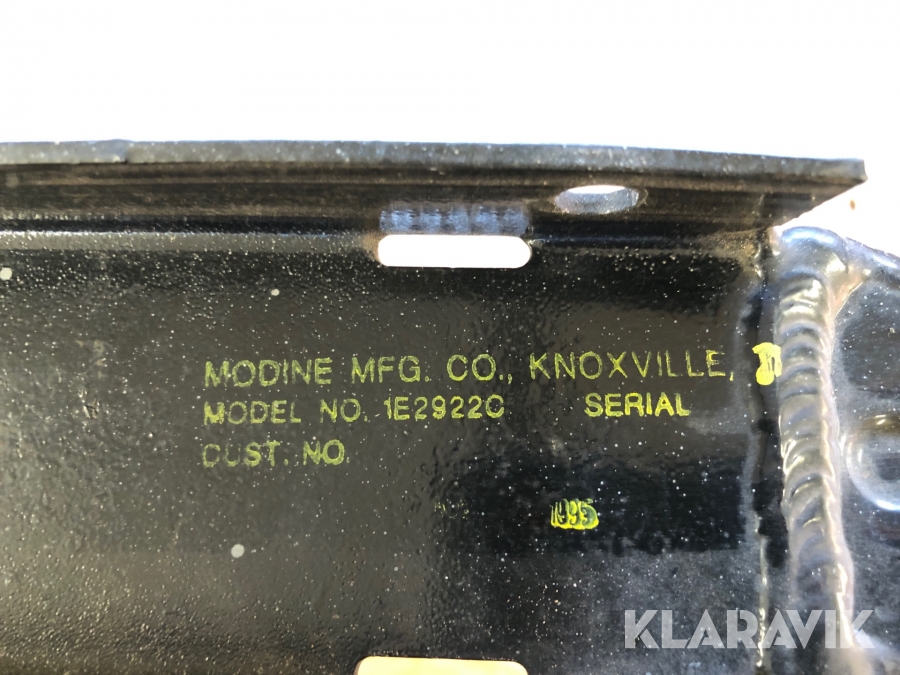 MODINE MFG. CO., KNOXVILLE,
MODEL NO. 1E2922C SERIAL
CUST. NO.
1995
KLARAVIK